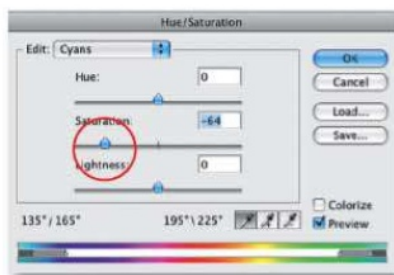 Hue/Saturation
Edit: Cyans
OK
Hue: 0
Cancel
Load...
Saturation: -64
Save...
Lightness: 0
Colorize
135°/165° 195°\225°
Preview